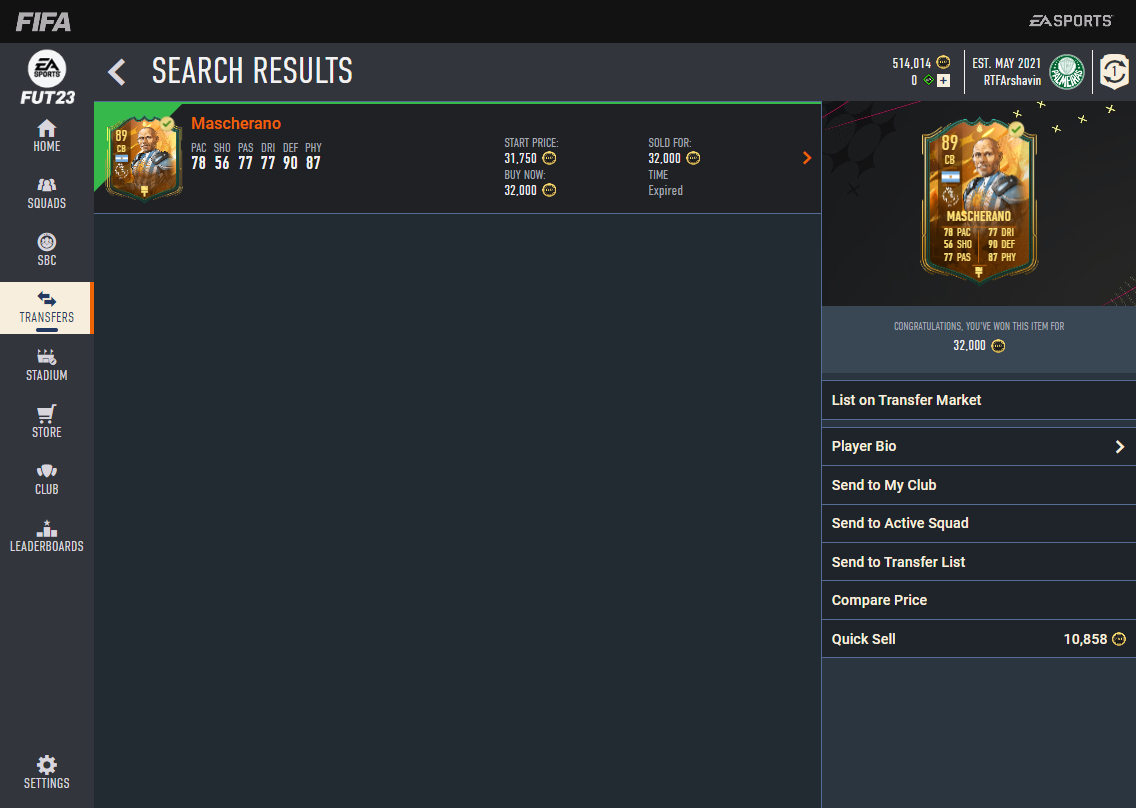 FIFA
EA SPORTS
EA SPORTS
FUT23
SEARCH RESULTS
514,014
0
EST. MAY 2021
RTFArshavin
PALMEIRAS
1
HOME
SQUADS
SBC
TRANSFERS
STADIUM
STORE
CLUB
LEADERBOARDS
SETTINGS
89
CB
Mascherano
PAC SHO PAS DRI DEF PHY
78 56 77 77 90 87
START PRICE:
31,750
BUY NOW:
32,000
SOLD FOR:
32,000
TIME
Expired
89
CB
MASCHERANO
78 PAC 77 DRI
56 SHO 90 DEF
77 PAS 87 PHY
CONGRATULATIONS, YOU'VE WON THIS ITEM FOR
32,000
List on Transfer Market
Player Bio
Send to My Club
Send to Active Squad
Send to Transfer List
Compare Price
Quick Sell 10,858